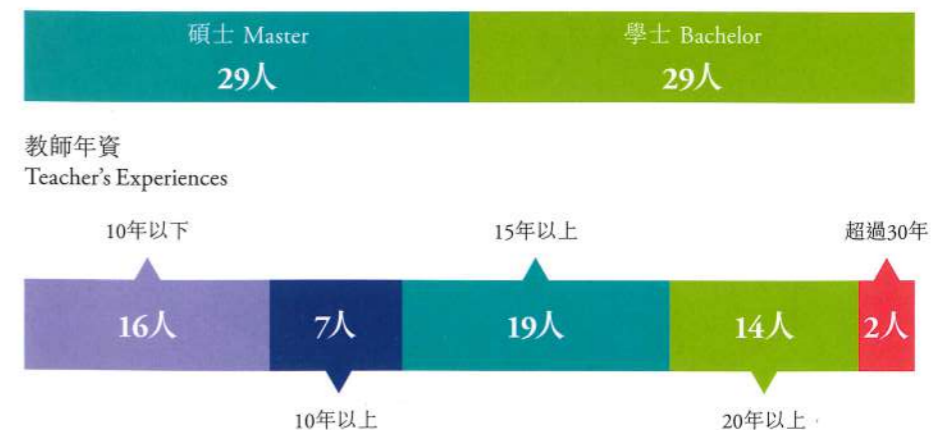 碩士 Master
29人
學士 Bachelor
29人
教師年資
Teacher's Experiences
10年以下
15年以上
超過30年
16人
7人
19人
14人
2人
10年以上
20年以上